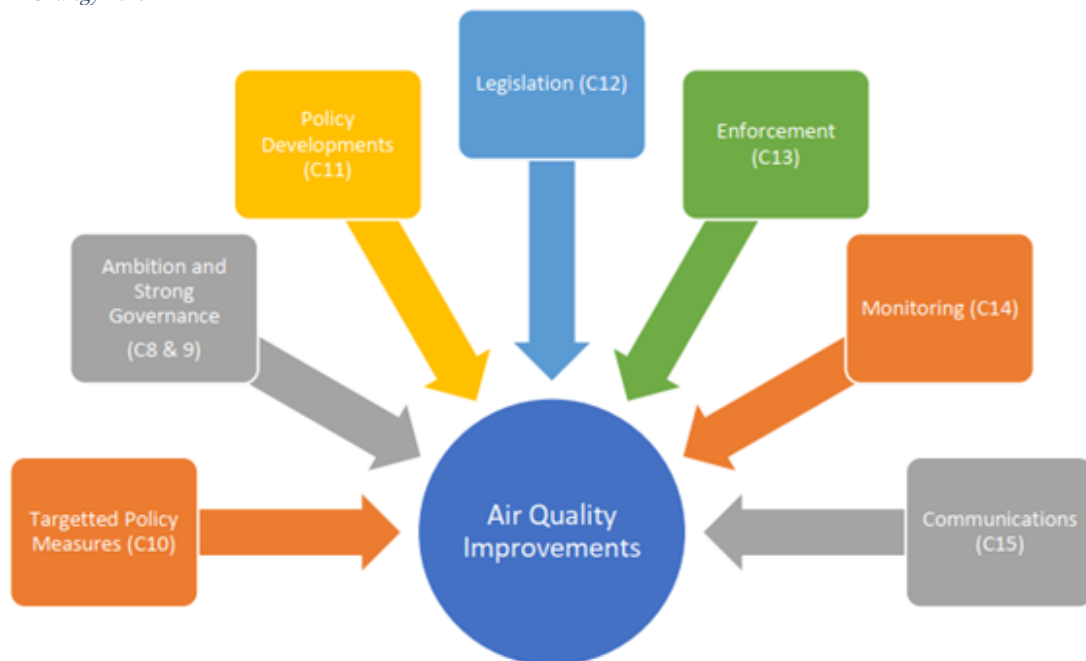 Legislation (C12)
Policy
Developments
(C11)
Enforcement
(C13)
Ambition and
Strong
Governance
(C8 & 9)
Monitoring (C14)
Targetted Policy
Measures (C10)
Air Quality
Improvements
Communications
(C15)